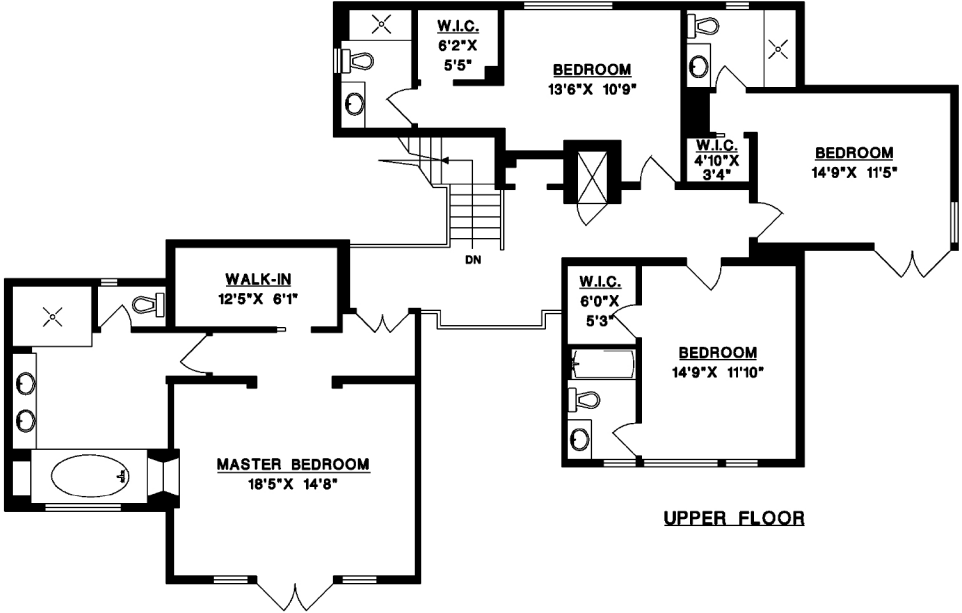 W.I.C.
6'2"X
5'5"
BEDROOM
13'6"X 10'9"
W.I.C.
4'10"X
3'4"
BEDROOM
14'9"X 11'5"
DN
WALK-IN
12'5"X 6'1"
W.I.C.
6'0"X
5'3"
BEDROOM
14'9"X 11'10"
MASTER BEDROOM
18'5"X 14'8"
UPPER FLOOR